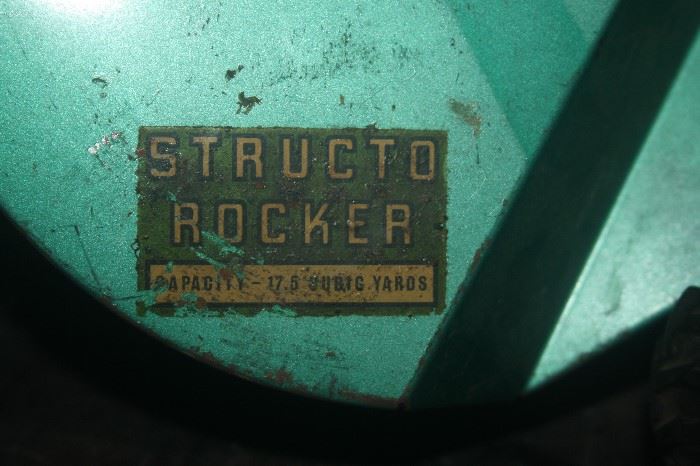 STRUCTO
ROCKER
CAPACITY - 17.5 CUBIC YARDS